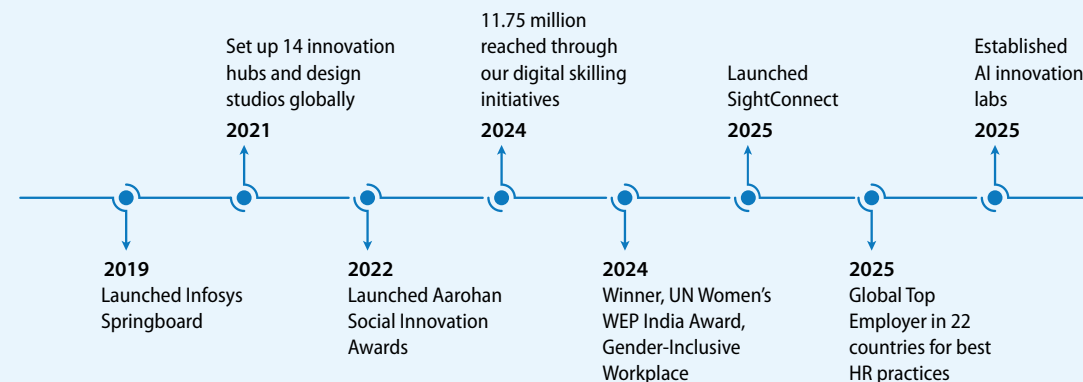 Set up 14 innovation
hubs and design
studios globally
2021
11.75 million
reached through
our digital skilling
initiatives
2024
Launched
SightConnect
2025
Established
AI innovation
labs
2025
2019
Launched Infosys
Springboard
2022
Launched Aarohan
Social Innovation
Awards
2024
Winner, UN Women’s
WEP India Award,
Gender-Inclusive
Workplace
2025
Global Top
Employer in 22
countries for best
HR practices